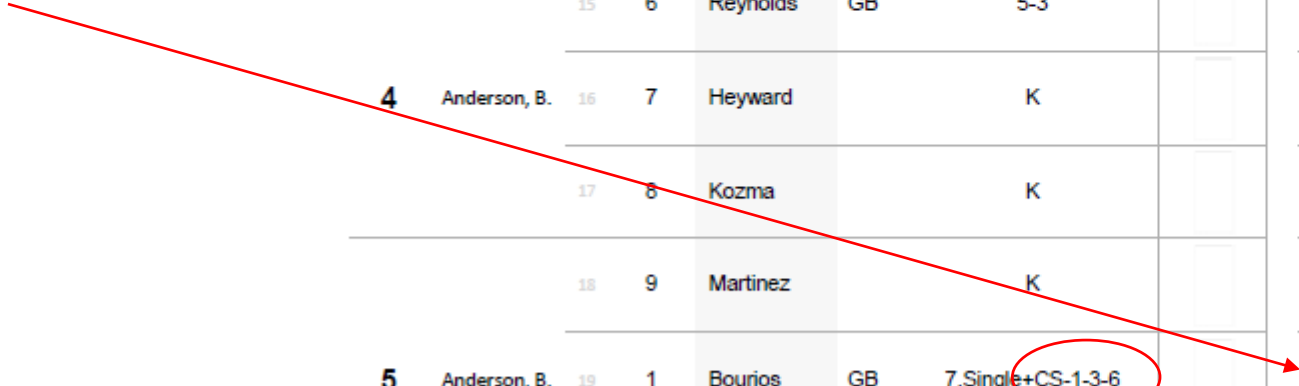 15 6 Reynolds GB 5-3
4 Anderson, B. 16 7 Heyward K
17 8 Kozma K
18 9 Martinez K
5 Anderson, B. 19 1 Bourjos GB 7,Single+CS-1-3-6